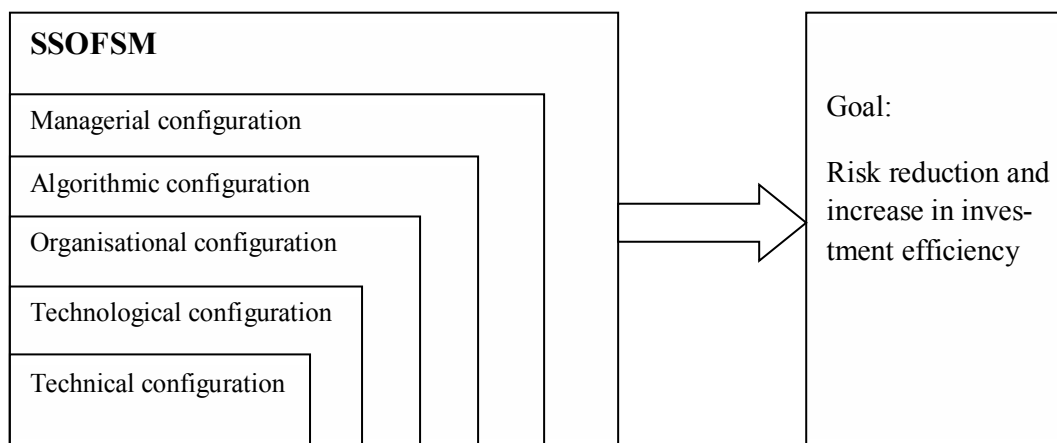 SSOFSM
Managerial configuration
Algorithmic configuration
Organisational configuration
Technological configuration
Technical configuration
Goal:
Risk reduction and
increase in inves-
tment efficiency